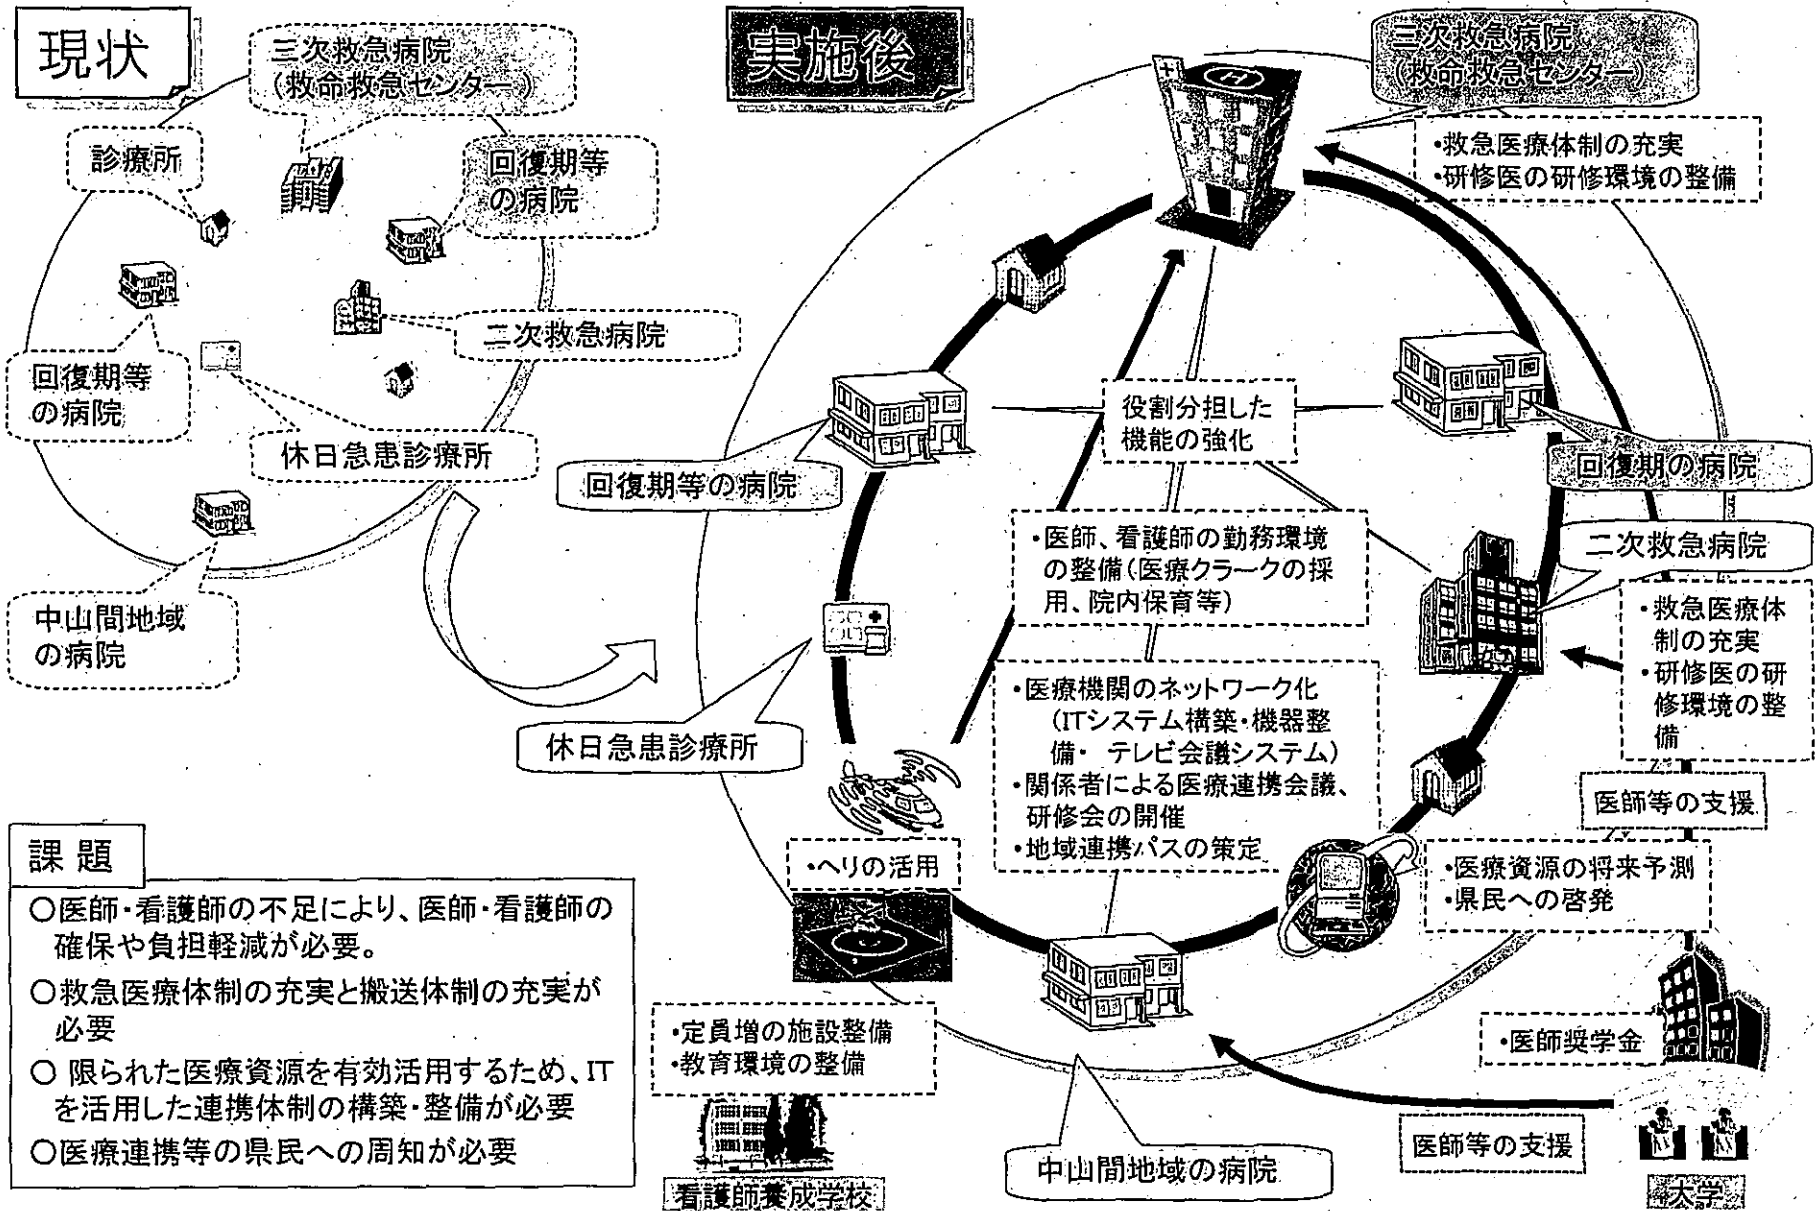 現状
三次救急病院
(救命救急センター)
診療所
回復期等
の病院
二次救急病院
回復期等
の病院
休日急患診療所
中山間地域
の病院
課題
○医師・看護師の不足により、医師・看護師の
確保や負担軽減が必要。
○救急医療体制の充実と搬送体制の充実が
必要
○ 限られた医療資源を有効活用するため、IT
を活用した連携体制の構築・整備が必要
○医療連携等の県民への周知が必要
実施後
三次救急病院
(救命救急センター)
・救急医療体制の充実
・研修医の研修環境の整備
役割分担した
機能の強化
回復期等の病院
回復期の病院
・医師、看護師の勤務環境
の整備(医療クラークの採
用、院内保育等)
二次救急病院
・救急医療体
制の充実
・研修医の研
修環境の整
備
・医療機関のネットワーク化
(ITシステム構築・機器整
備・ テレビ会議システム)
・関係者による医療連携会議、
研修会の開催
・地域連携パスの策定
休日急患診療所
医師等の支援
・ヘリの活用
・医療資源の将来予測
・県民への啓発
・定員増の施設整備
・教育環境の整備
・医師奨学金
医師等の支援
中山間地域の病院
看護師養成学校
大学